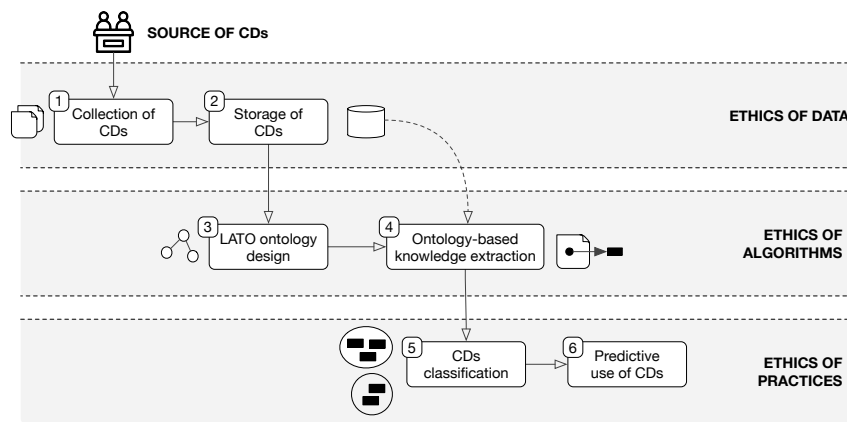 SOURCE OF CDs
1
Collection of
CDs
2
Storage of
CDs
ETHICS OF DATA
3
LATO ontology
design
4
Ontology-based
knowledge extraction
ETHICS OF
ALGORITHMS
5
CDs
classification
6
Predictive
use of CDs
ETHICS OF
PRACTICES